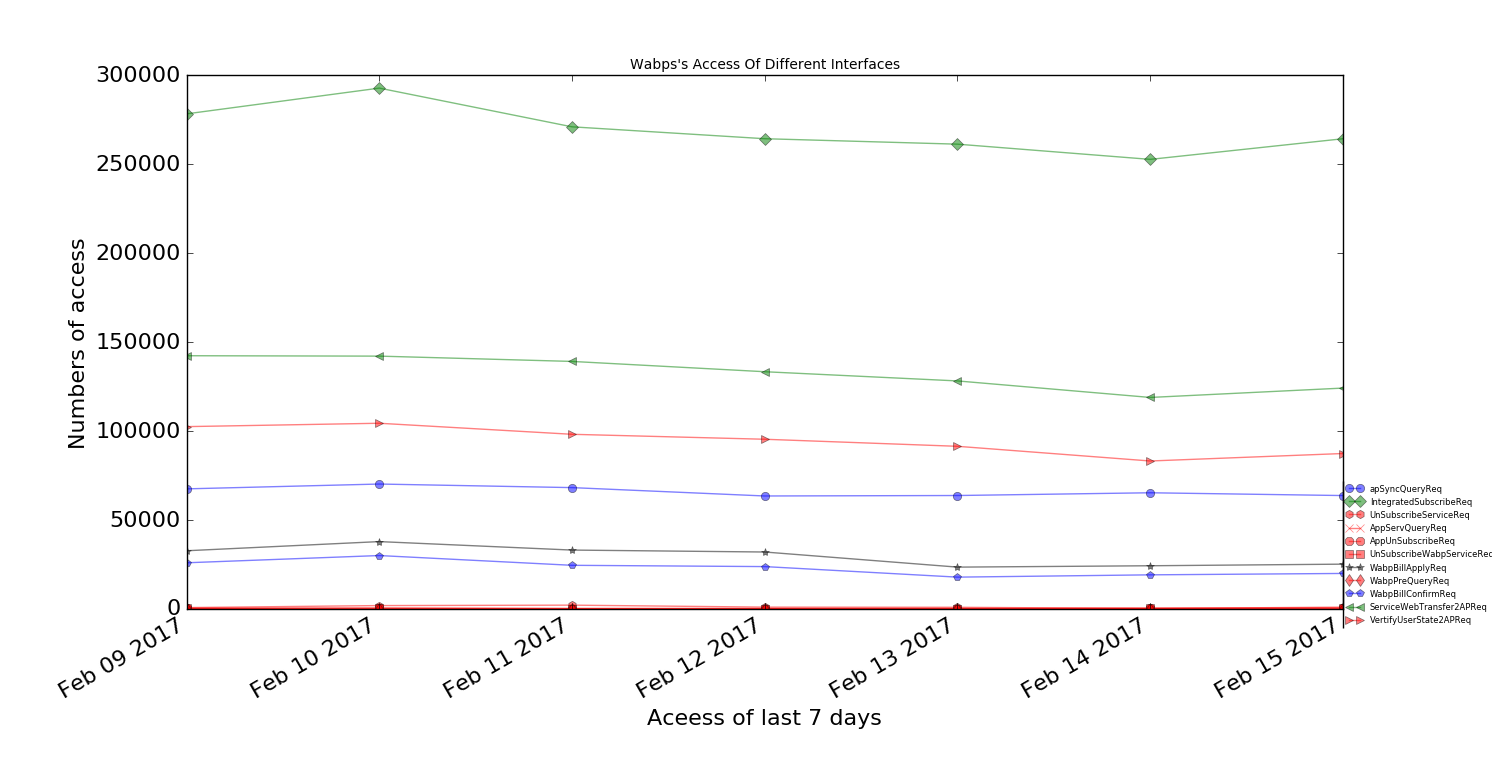 Wabps's Access Of Different Interfaces
300000
250000
200000
150000
100000
50000
0
Numbers of access
Feb 09 2017
Feb 10 2017
Feb 11 2017
Feb 12 2017
Feb 13 2017
Feb 14 2017
Feb 15 2017
Aceess of last 7 days
apSyncQueryReq
IntegratedSubscribeReq
UnSubscribeServiceReq
AppServQueryReq
AppUnSubscribeReq
UnSubscribeWabpServiceReq
WabpBillApplyReq
WabpPreQueryReq
WabpBillConfirmReq
ServiceWebTransfer2APReq
VertifyUserState2APReq